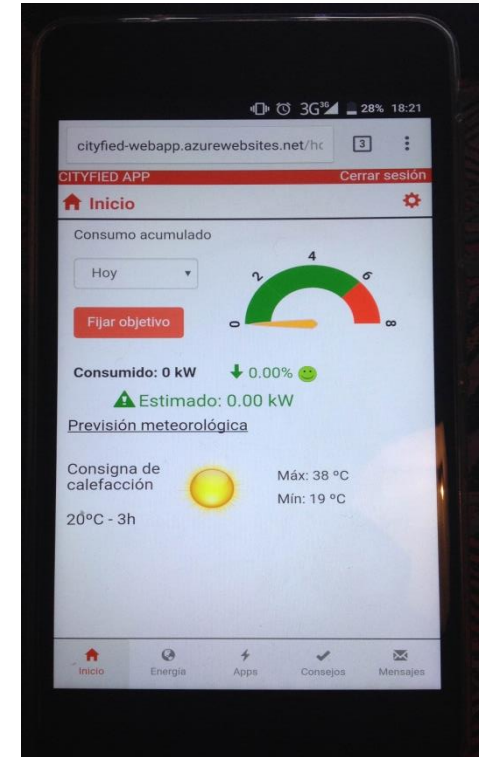 3G 3G 28% 18:21
cityfied-webapp.azurewebsites.net/hc 3
CITYFIED APP Cerrar sesión
Inicio
Consumo acumulado
Hoy
Fijar objetivo
0 2 4 6 8
Consumido: 0 kW 0.00%
Estimado: 0.00 kW
Previsión meteorológica
Consigna de
calefacción
Máx: 38 ºC
Mín: 19 ºC
20ºC - 3h
Inicio Energía Apps Consejos Mensajes